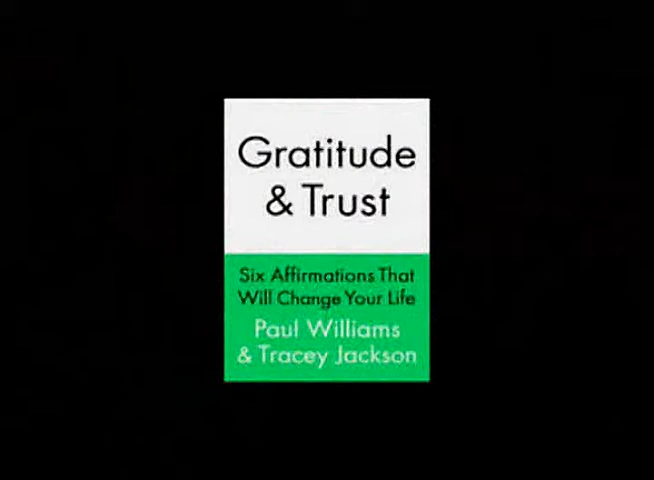 Gratitude
& Trust
Six Affirmations That
Will Change Your Life
Paul Williams
& Tracey Jackson